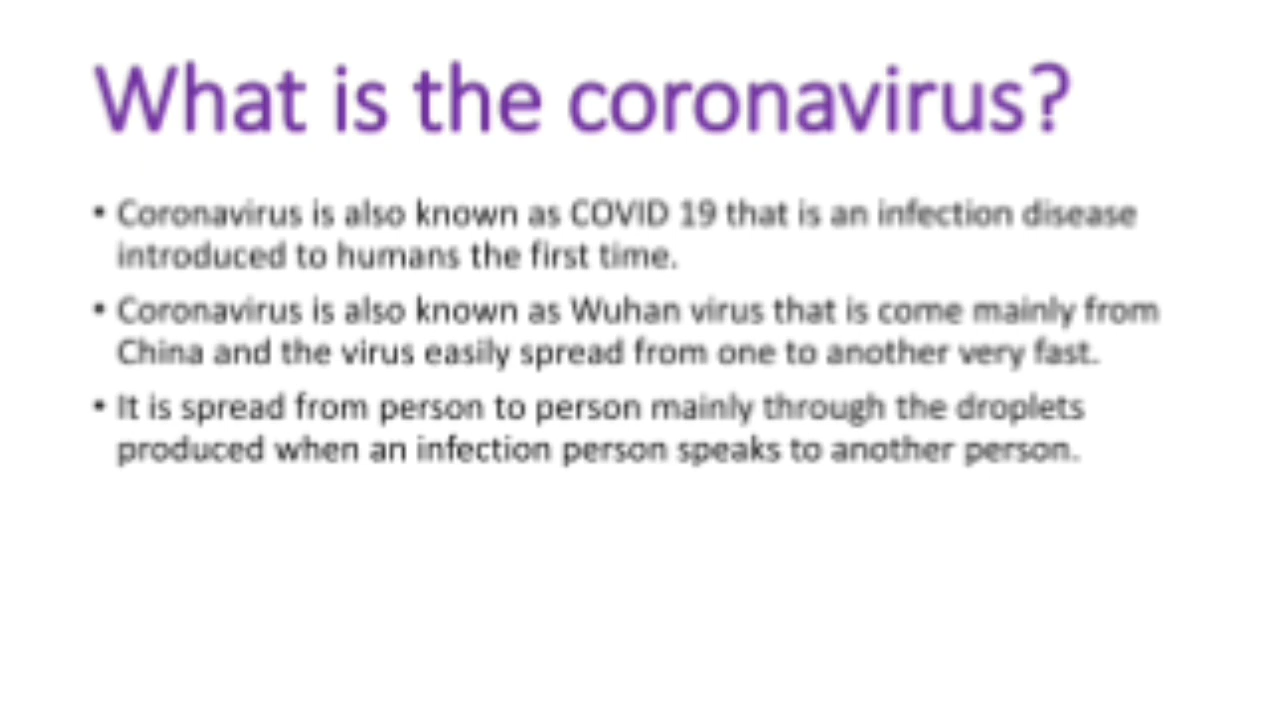 What is the coronavirus?
• Coronavirus is also known as COVID 19 that is an infection disease
introduced to humans the first time.
• Coronavirus is also known as Wuhan virus that is come mainly from
China and the virus easily spread from one to another very fast.
• It is spread from person to person mainly through the droplets
produced when an infection person speaks to another person.